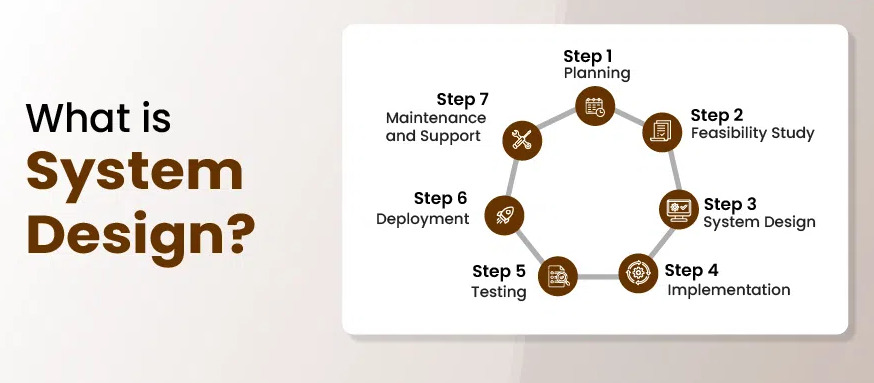 What is
System
Design?
Step 1
Planning
Step 2
Feasibility Study
Step 3
System Design
Step 4
Implementation
Step 5
Testing
Step 6
Deployment
Step 7
Maintenance
and Support